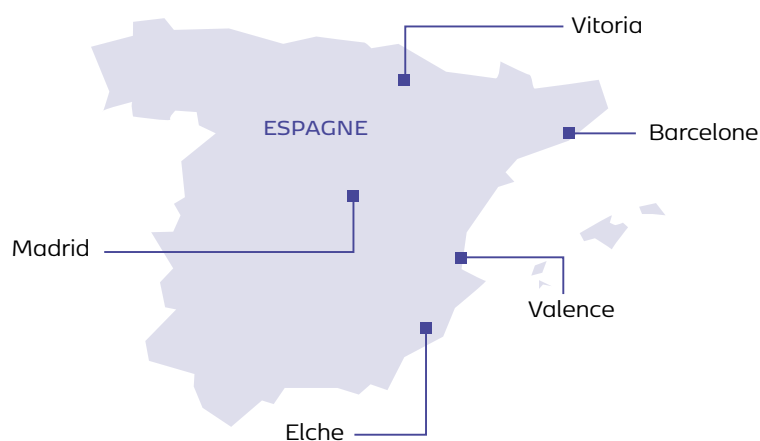 Vitoria
ESPAGNE
Barcelone
Madrid
Valence
Elche